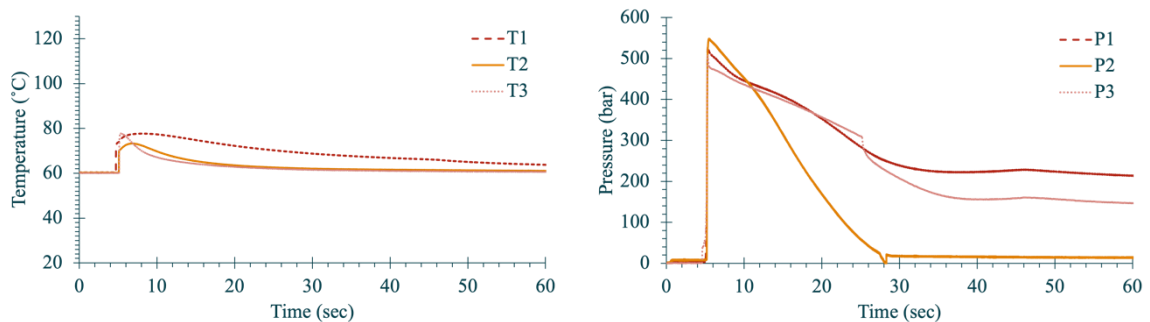 120
100
80
60
40
20
0 10 20 30 40 50 60
Temperature (˚C)
Time (sec)
T1
T2
T3
600
500
400
300
200
100
0
0 10 20 30 40 50 60
Pressure (bar)
Time (sec)
P1
P2
P3